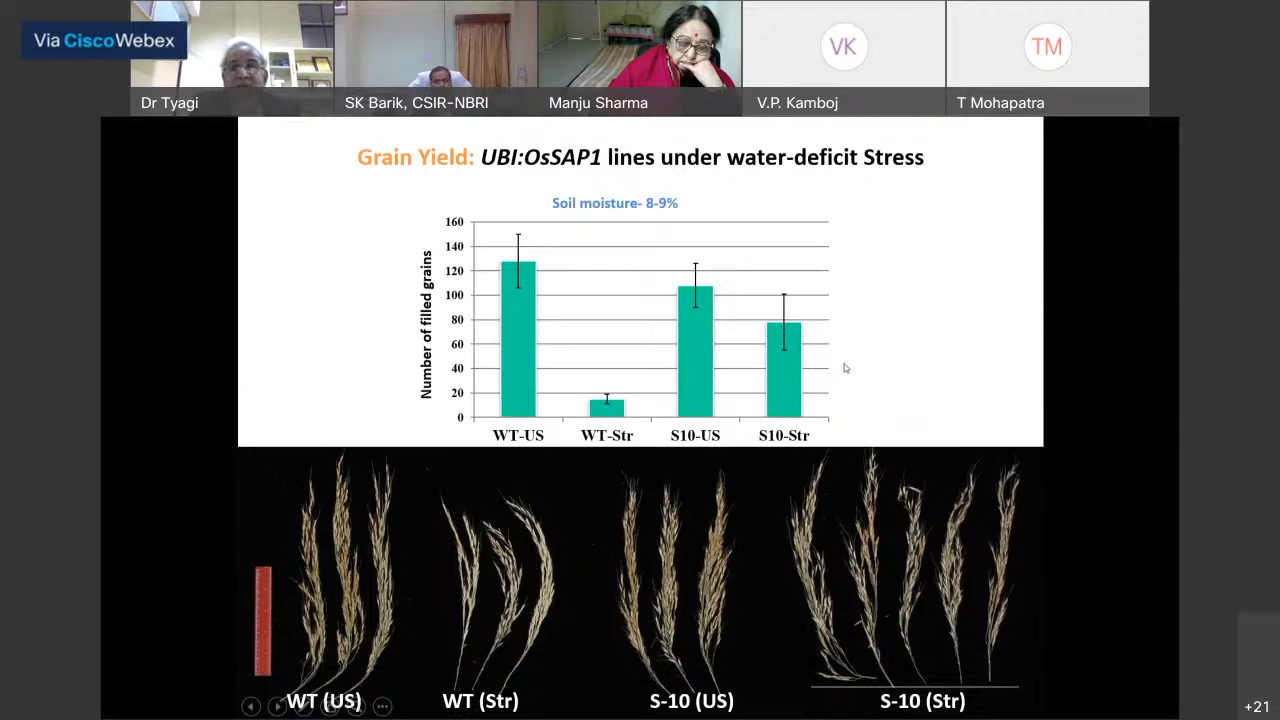 Via CiscoWebex
VK
TM
Dr Tyagi
SK Barik, CSIR-NBRI
Manju Sharma
V.P. Kamboj
T Mohapatra
Grain Yield: UBI:OsSAP1 lines under water-deficit Stress
Soil moisture- 8-9%
Number of filled grains
160
140
120
100
80
60
40
20
0
WT-US
WT-Str
S10-US
S10-Str
WT (US)
WT (Str)
S-10 (US)
S-10 (Str)
+21